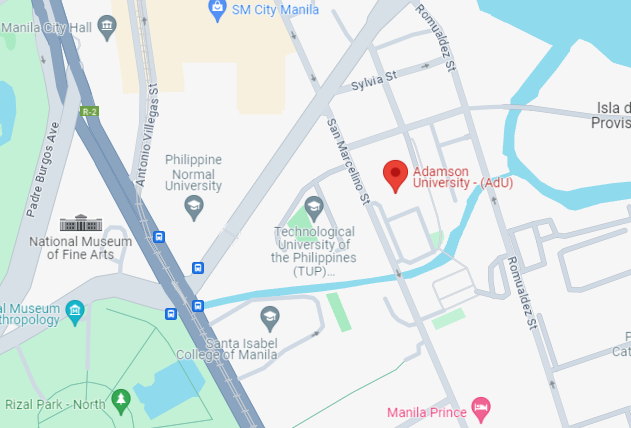 SM City Manila
Manila City Hall
Romualdez St
Sylvia St
R-2
Antonio Villegas St
Padre Burgos Ave
San Marcelino St
Isla d
Provis
Philippine
Normal
University
Adamson
University - (AdU)
National Museum
of Fine Arts
Technological
University of
the Philippines
(TUP)...
Romualdez St
al Museum
thropology
Santa Isabel
College of Manila
P
Cat
Rizal Park - North
Manila Prince